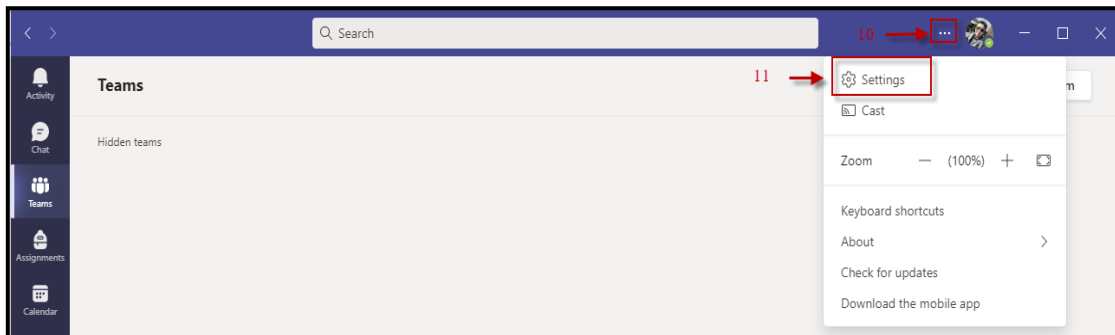 Search
10
...
Activity
Teams
11
Settings
m
Cast
Chat
Hidden teams
Zoom — (100%) +
Teams
Keyboard shortcuts
Assignments
About
Check for updates
Calendar
Download the mobile app